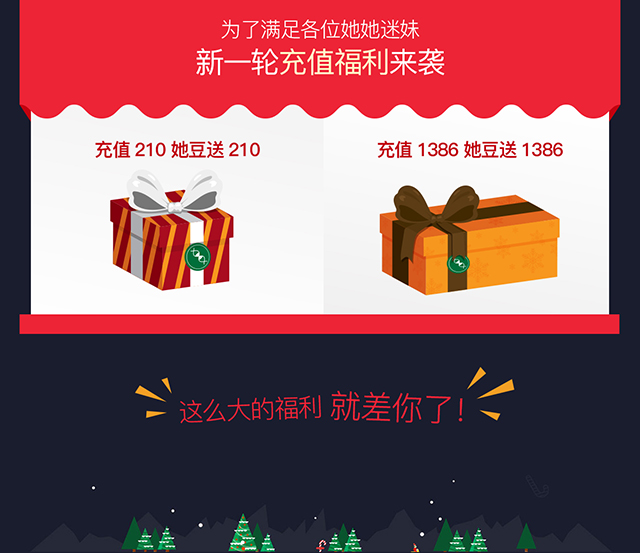 为了满足各位她她迷妹
新一轮充值福利来袭
充值 210 她豆送 210
充值 1386 她豆送 1386
这么大的福利 就差你了！